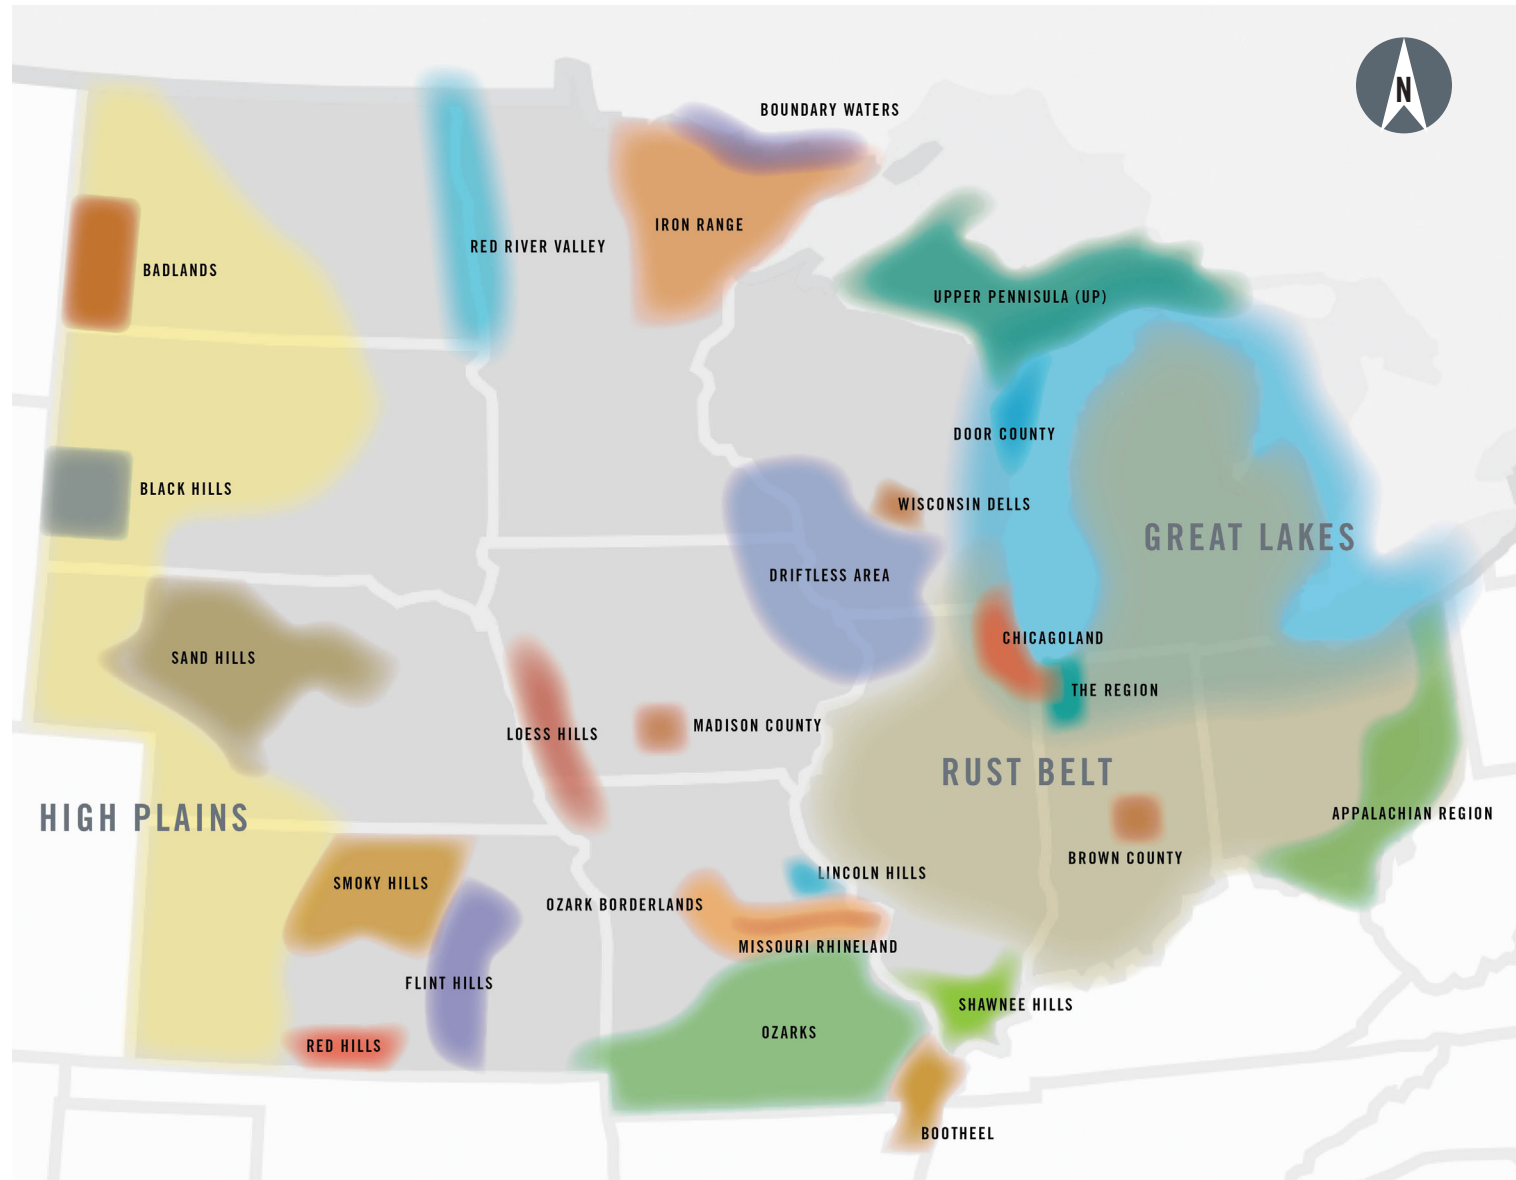 N
BOUNDARY WATERS
IRON RANGE
RED RIVER VALLEY
BADLANDS
UPPER PENNISULA (UP)
DOOR COUNTY
BLACK HILLS
WISCONSIN DELLS
GREAT LAKES
DRIFTLESS AREA
CHICAGOLAND
SAND HILLS
THE REGION
MADISON COUNTY
LOESS HILLS
RUST BELT
HIGH PLAINS
APPALACHIAN REGION
BROWN COUNTY
LINCOLN HILLS
SMOKY HILLS
OZARK BORDERLANDS
MISSOURI RHINELAND
FLINT HILLS
SHAWNEE HILLS
OZARKS
RED HILLS
BOOTHEEL